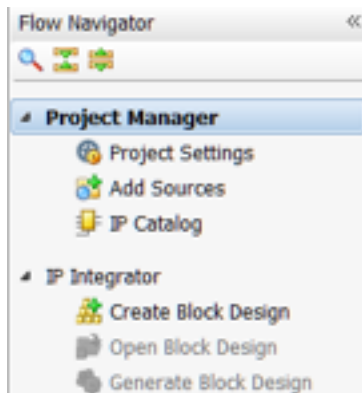 Flow Navigator «
Project Manager
Project Settings
Add Sources
IP Catalog
IP Integrator
Create Block Design
Open Block Design
Generate Block Design